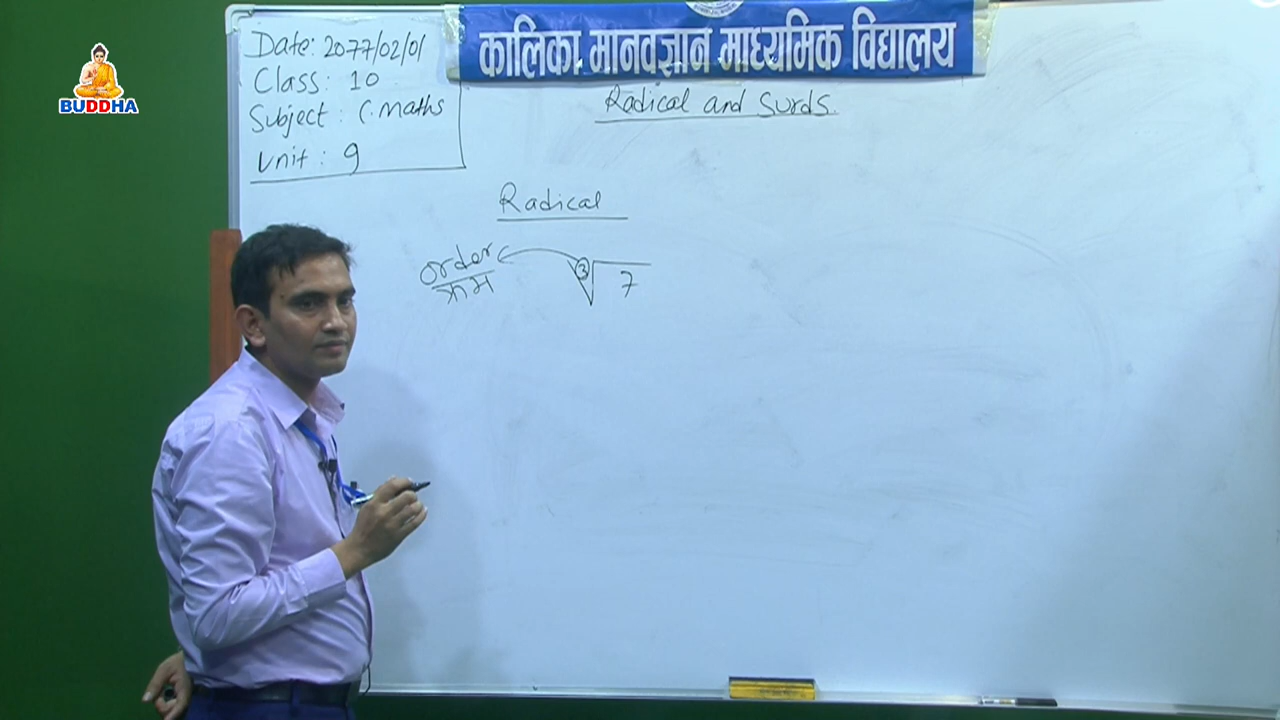 BUDDHA
कालिका मानवज्ञान माध्यमिक विद्यालय
Date: 2077/02/01
Class: 10
Subject: C.Maths
Unit: 9
Radical and Surds.
Radical
order
क्रम
3√7